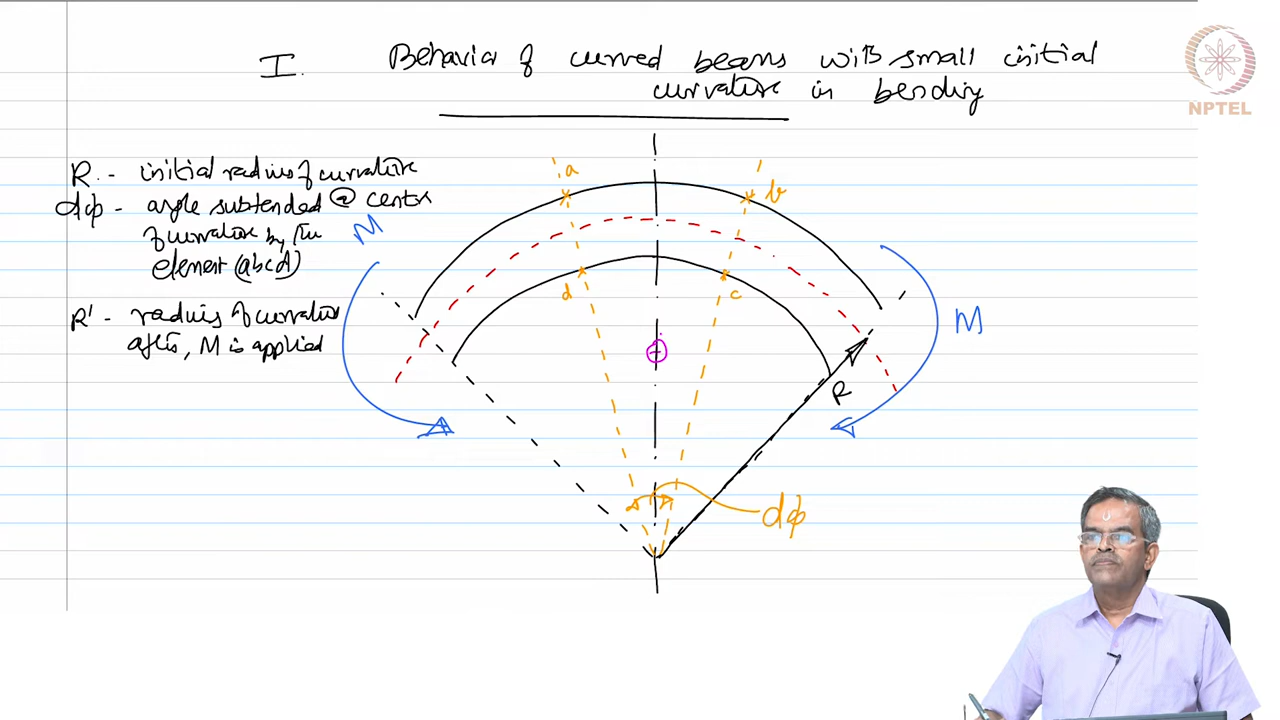 I. Behavior of curved beams with small initial
curvature in bending
NPTEL
R - initial radius of curvature
dφ - angle subtended @ centre
of curvature by the
element (abcd)
R' - radius of curvature
after, M is applied
M
M
a
b
c
d
R
dφ